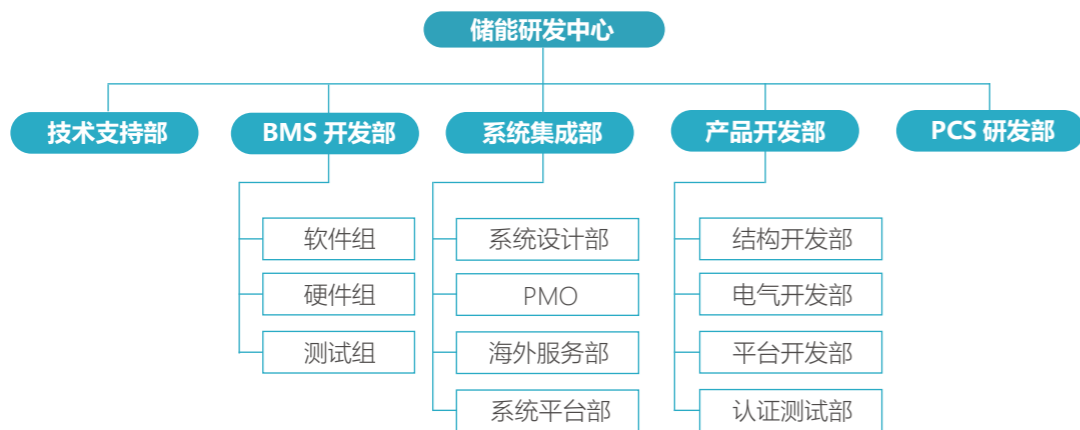 储能研发中心
技术支持部
BMS 开发部
系统集成部
产品开发部
PCS 研发部
软件组
系统设计部
结构开发部
硬件组
PMO
电气开发部
测试组
海外服务部
平台开发部
系统平台部
认证测试部